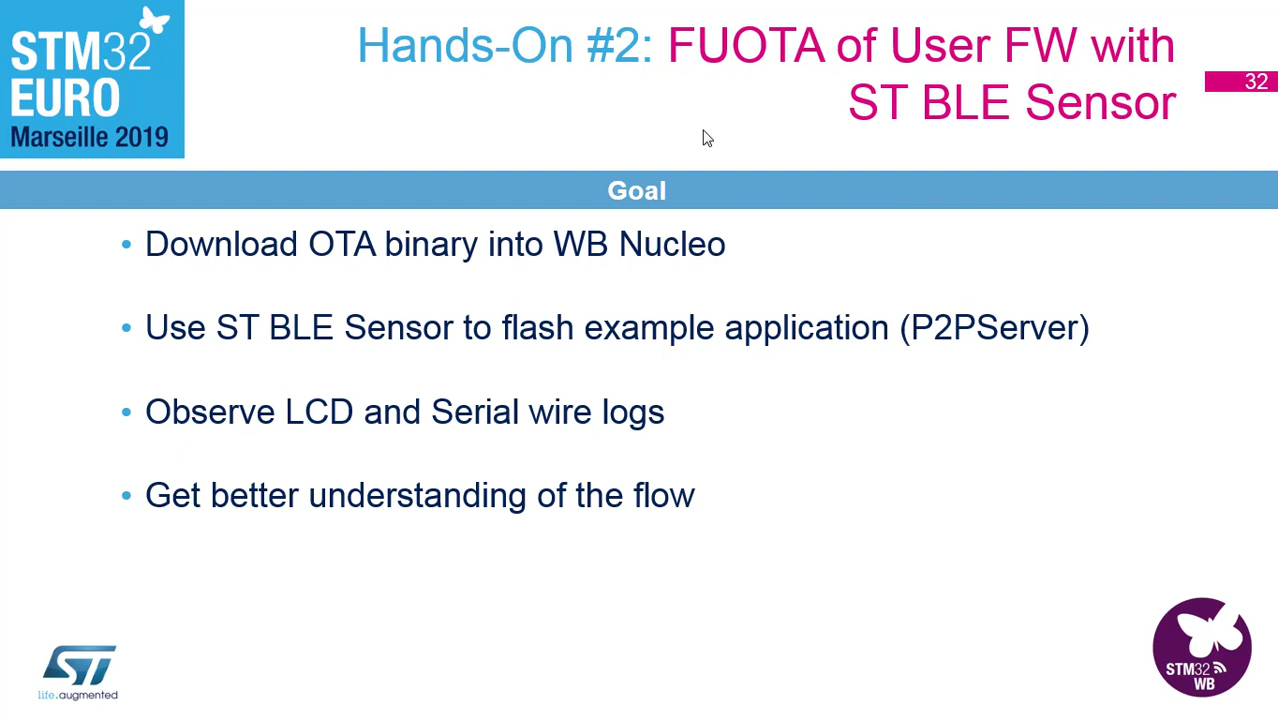 STM32
EURO
Marseille 2019
Hands-On #2: FUOTA of User FW with
ST BLE Sensor
32
Goal
• Download OTA binary into WB Nucleo
• Use ST BLE Sensor to flash example application (P2PServer)
• Observe LCD and Serial wire logs
• Get better understanding of the flow
ST
life.augmented
STM32
WB